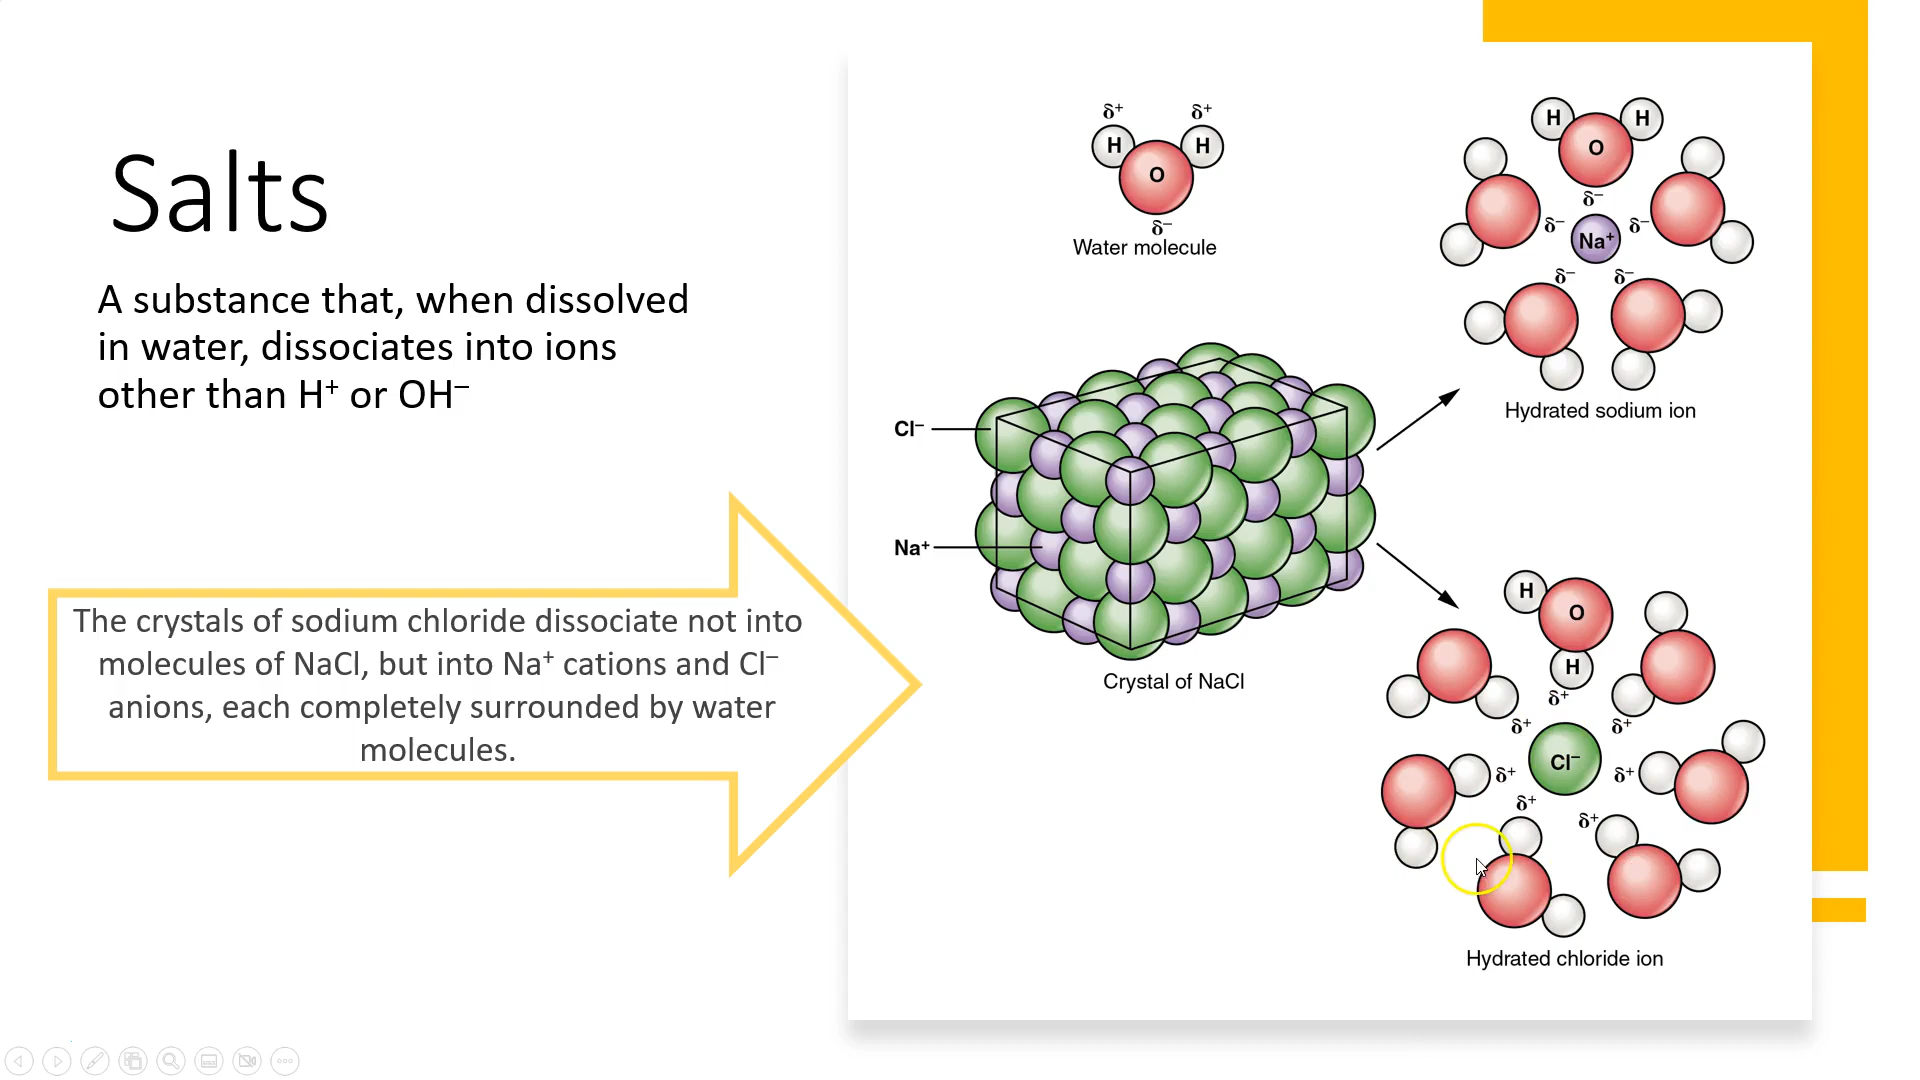 Salts
A substance that, when dissolved
in water, dissociates into ions
other than H⁺ or OH⁻
The crystals of sodium chloride dissociate not into
molecules of NaCl, but into Na⁺ cations and Cl⁻
anions, each completely surrounded by water
molecules.
δ⁺ δ⁺
H H
O
δ⁻
Water molecule
Cl⁻
Na⁺
Crystal of NaCl
H H
O
δ⁻
δ⁻ δ⁻
Na⁺
δ⁻ δ⁻
Hydrated sodium ion
H
O
H
δ⁺
δ⁺ δ⁺
Cl⁻
δ⁺ δ⁺
δ⁺
δ⁺
Hydrated chloride ion